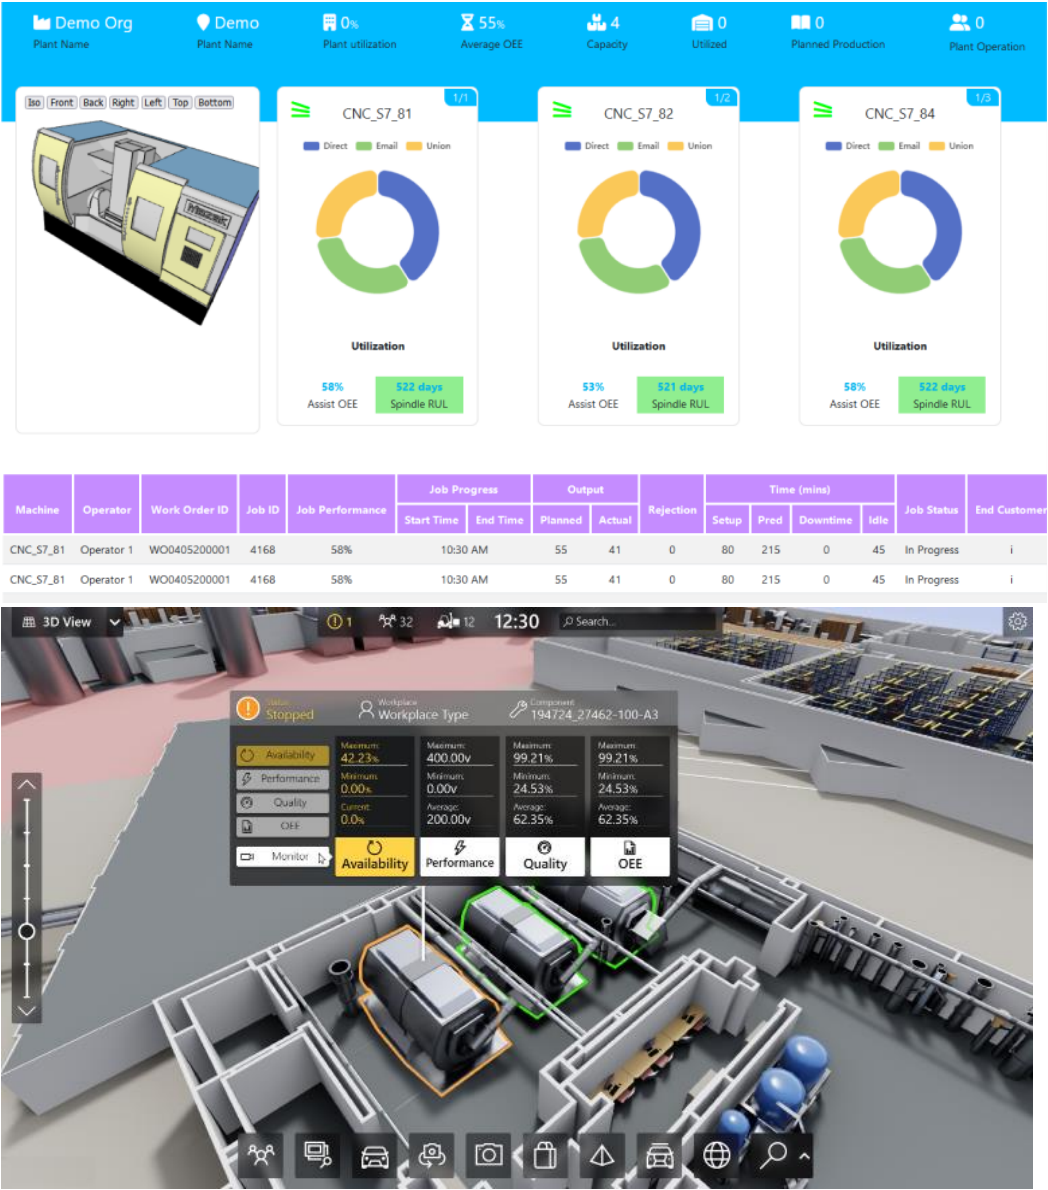 Demo Org Demo 0% 55% 4 0 0 0
Plant Name Plant Name Plant utilization Average OEE Capacity Utilized Planned Production Plant Operation
Iso Front Back Right Left Top Bottom
1/1
CNC_S7_81
Direct Email Union
Utilization
58% 522 days
Assist OEE Spindle RUL
1/2
CNC_S7_82
Direct Email Union
Utilization
53% 521 days
Assist OEE Spindle RUL
1/3
CNC_S7_84
Direct Email Union
Utilization
58% 522 days
Assist OEE Spindle RUL
Machine Operator Work Order ID Job ID Job Performance Job Progress Output Rejection Time (mins) Job Status End Customer
Start Time End Time Planned Actual Setup Pred Downtime Idle
CNC_S7_81 Operator 1 WO0405200001 4168 58% 10:30 AM 55 41 0 80 215 0 45 In Progress i
CNC_S7_81 Operator 1 WO0405200001 4168 58% 10:30 AM 55 41 0 80 215 0 45 In Progress i
3D View 1 32 12 12:30 Search...
Status Workplace Component
Stopped Workplace Type 194724_27462-100-A3
Availability
Performance
Quality
OEE
Monitor
Maximum: Maximum: Maximum: Maximum:
42.23% 400.00v 99.21% 99.21%
Minimum: Minimum: Minimum: Minimum:
0.00% 0.00v 24.53% 24.53%
Current: Average: Average: Average:
0.0% 200.00v 62.35% 62.35%
Availability Performance Quality OEE